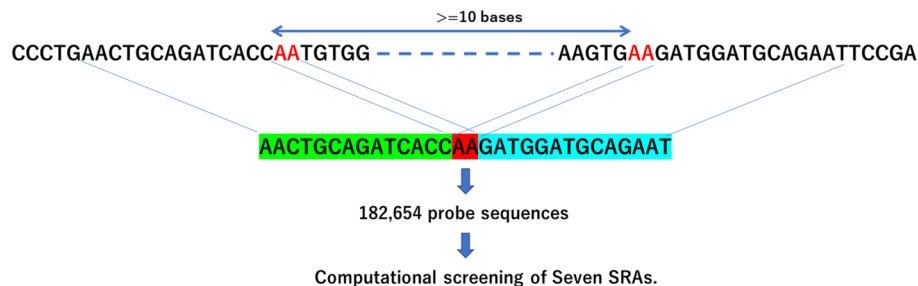 >=10 bases
CCCTGAACTGCAGATCACCAATGTGG AAGTGAAGATGGATGCAGAATTCCGA
AACTGCAGATCACCAAGATGGATGCAGAAT
182,654 probe sequences
Computational screening of Seven SRAs.